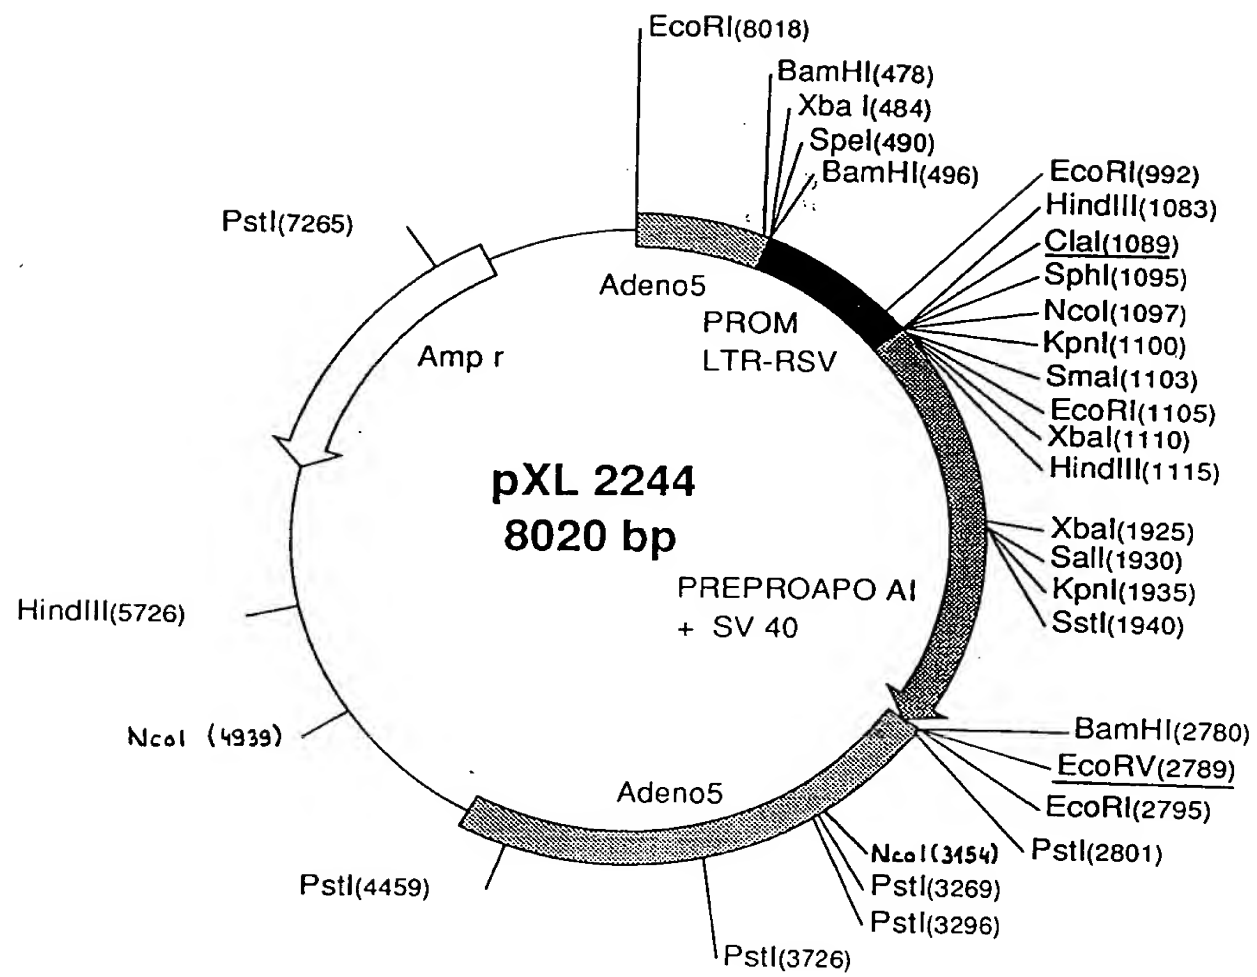 EcoRI(8018)
BamHI(478)
Xba I(484)
SpeI(490)
BamHI(496)
EcoRI(992)
HindIII(1083)
ClaI(1089)
SphI(1095)
NcoI(1097)
KpnI(1100)
SmaI(1103)
EcoRI(1105)
XbaI(1110)
HindIII(1115)
XbaI(1925)
SalI(1930)
KpnI(1935)
SstI(1940)
BamHI(2780)
EcoRV(2789)
EcoRI(2795)
PstI(2801)
NcoI(3154)
PstI(3269)
PstI(3296)
PstI(3726)
PstI(4459)
NcoI (4939)
HindIII(5726)
PstI(7265)
Amp r
Adeno5
PROM
LTR-RSV
pXL 2244
8020 bp
PREPROAPO AI
+ SV 40
Adeno5